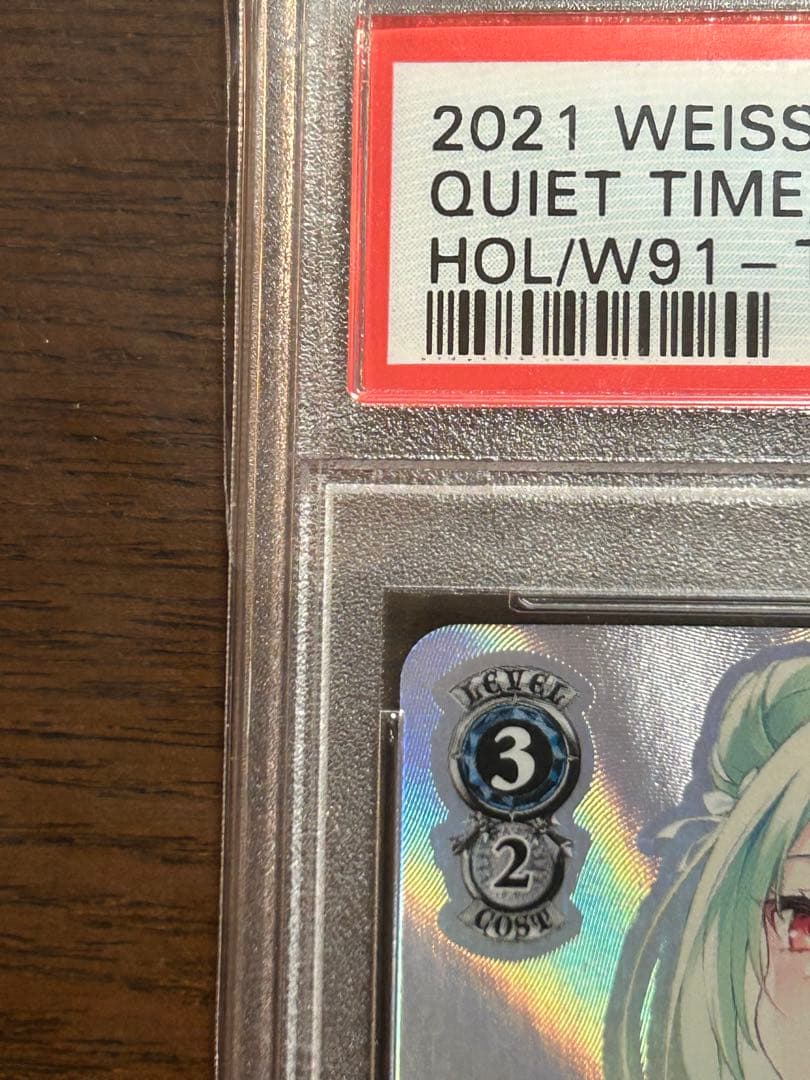 2021 WEISS
QUIET TIME
HOL/W91-T
LEVEL
3
2
COST